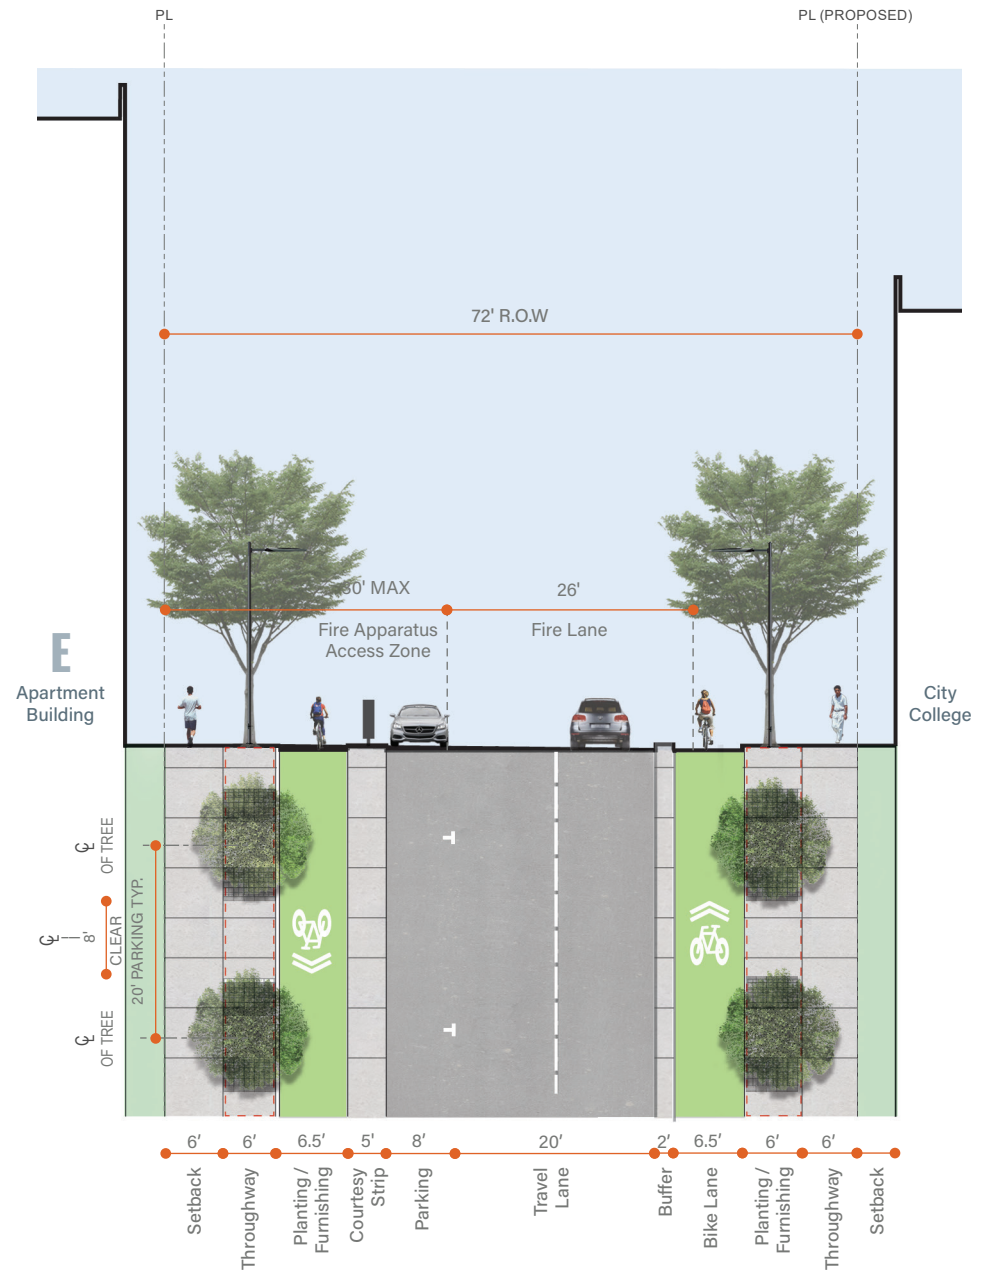 PL
PL (PROPOSED)
72' R.O.W
30' MAX
26'
Fire Apparatus
Access Zone
Fire Lane
E
Apartment
Building
City
College
℄
OF TREE
20' PARKING TYP.
℄
8'
CLEAR
℄
OF TREE
6'
6'
6.5'
5'
8'
20'
2'
6.5'
6'
6'
Setback
Throughway
Planting /
Furnishing
Courtesy
Strip
Parking
Travel
Lane
Buffer
Bike Lane
Planting /
Furnishing
Throughway
Setback